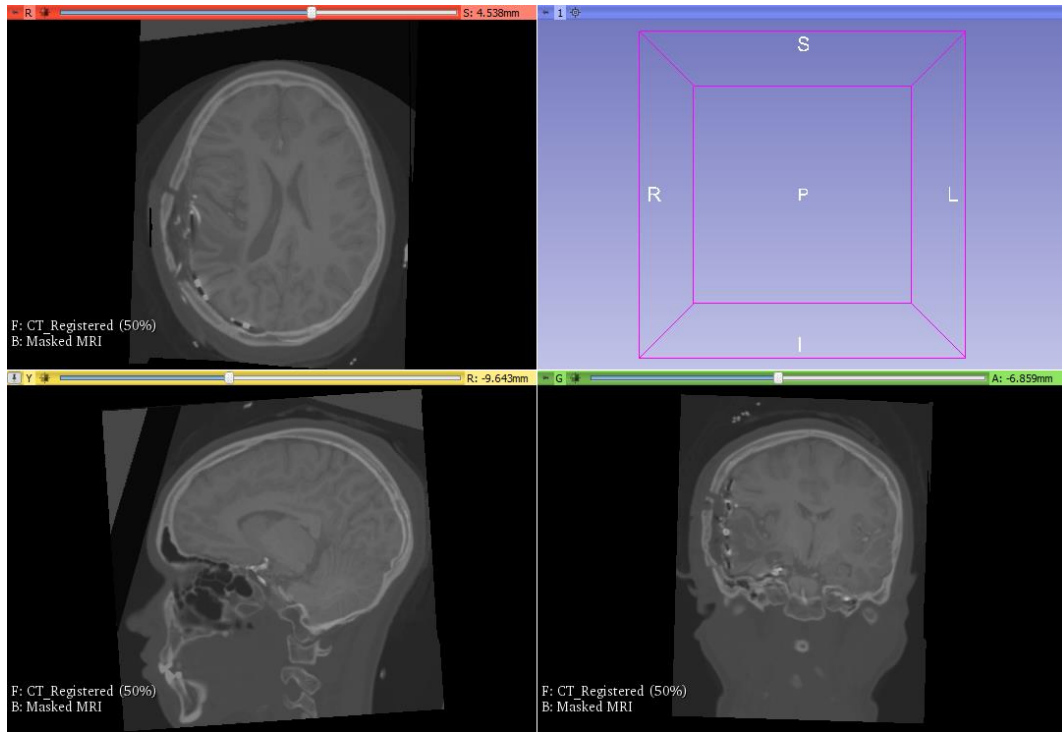 R S: 4.538mm
F: CT_Registered (50%)
B: Masked MRI
1
S
R P L
I
Y R: -9.643mm
F: CT_Registered (50%)
B: Masked MRI
G A: -6.859mm
F: CT_Registered (50%)
B: Masked MRI